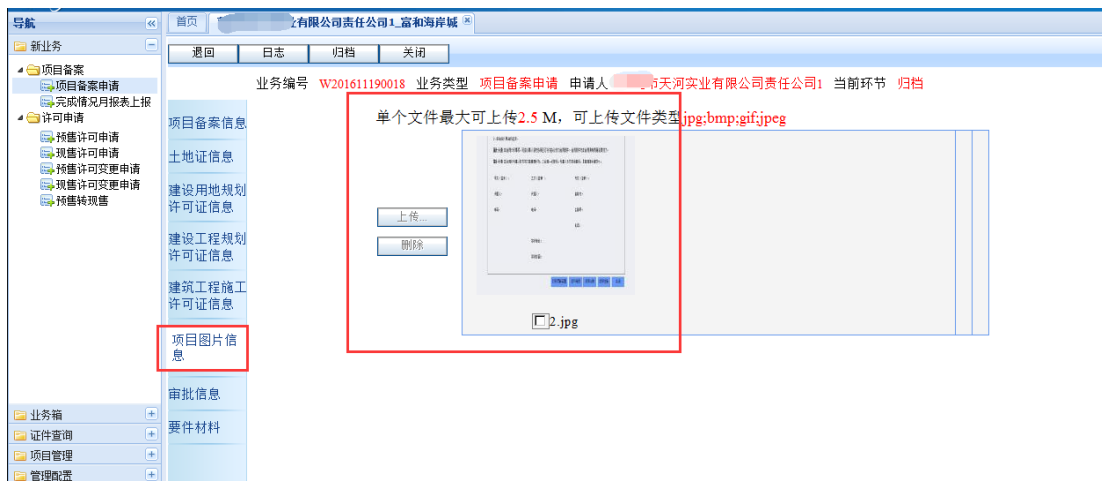 导航
首页
有限公司责任公司1_富和海岸城
新业务
退回 日志 归档 关闭
项目备案
项目备案申请
完成情况月报表上报
许可申请
预售许可申请
现售许可申请
预售许可变更申请
现售许可变更申请
预售转现售
业务编号 W201611190018 业务类型 项目备案申请 申请人 市天河实业有限公司责任公司1 当前环节 归档
项目备案信息
土地证信息
建设用地规划
许可证信息
建设工程规划
许可证信息
建筑工程施工
许可证信息
项目图片信
息
审批信息
要件材料
单个文件最大可上传2.5 M，可上传文件类型jpg;bmp;gif;jpeg
上传...
删除
2.jpg
业务箱
证件查询
项目管理
管理配置